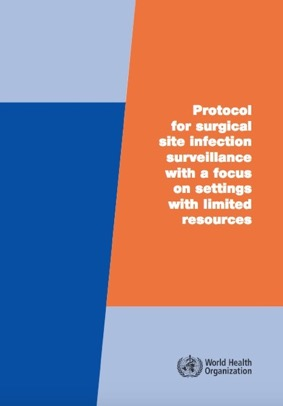 Protocol
for surgical
site infection
surveillance
with a focus
on settings
with limited
resources
World Health
Organization